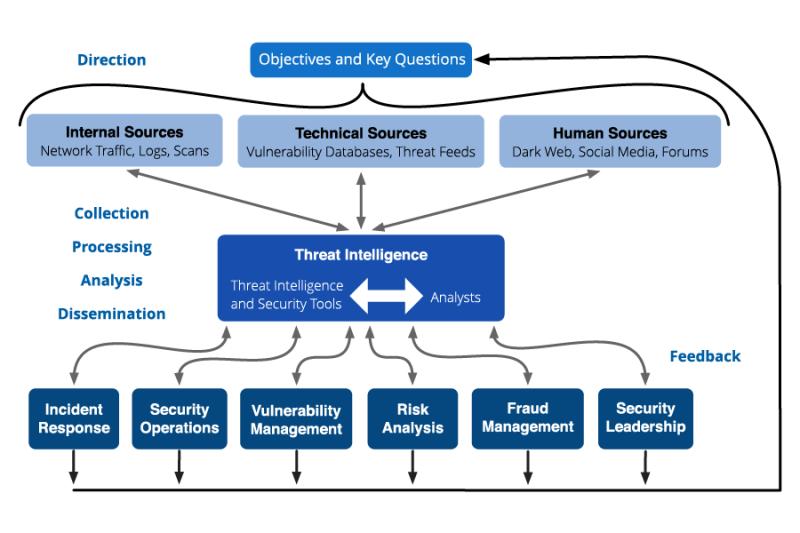 Direction
Objectives and Key Questions
Internal Sources
Network Traffic, Logs, Scans
Technical Sources
Vulnerability Databases, Threat Feeds
Human Sources
Dark Web, Social Media, Forums
Collection
Processing
Analysis
Dissemination
Threat Intelligence
Threat Intelligence
and Security Tools
Analysts
Feedback
Incident
Response
Security
Operations
Vulnerability
Management
Risk
Analysis
Fraud
Management
Security
Leadership